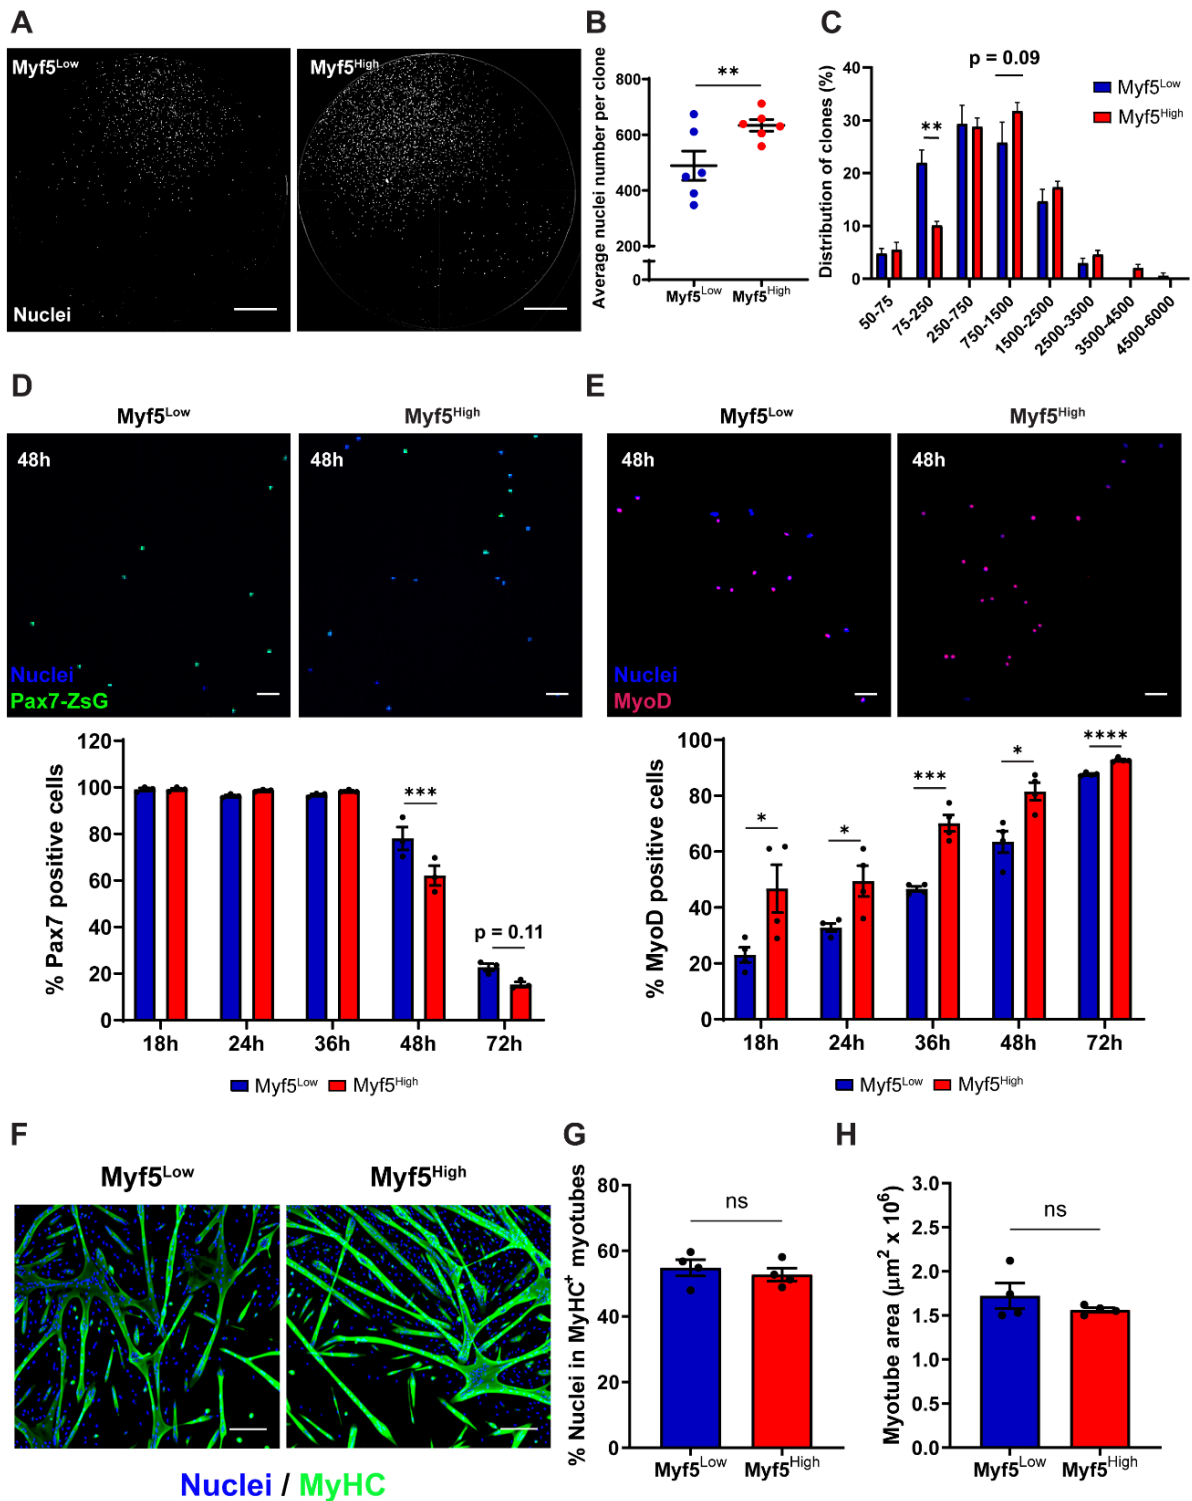 A
Myf5Low
Myf5High
Nuclei
B
Average nuclei number per clone
800
600
400
200
0
**
Myf5Low
Myf5High
C
Distribution of clones (%)
40
30
20
10
0
p = 0.09
**
Myf5Low
Myf5High
50-75
75-250
250-750
750-1000
1500-2500
2500-3500
3500-4500
4500-6000
D
Myf5Low
Myf5High
48h
48h
Nuclei
Pax7-ZsG
% Pax7 positive cells
120
100
80
60
40
20
0
***
p = 0.11
18h
24h
36h
48h
72h
Myf5Low
Myf5High
E
Myf5Low
Myf5High
48h
48h
Nuclei
MyoD
% MyoD positive cells
100
80
60
40
20
0
*
*
***
*
****
18h
24h
36h
48h
72h
Myf5Low
Myf5High
F
Myf5Low
Myf5High
Nuclei / MyHC
G
% Nuclei in MyHC+ myotubes
80
60
40
20
0
ns
Myf5Low
Myf5High
H
Myotube area (μm2 x 106)
3.0
2.5
2.0
1.5
1.0
0.5
0.0
ns
Myf5Low
Myf5High